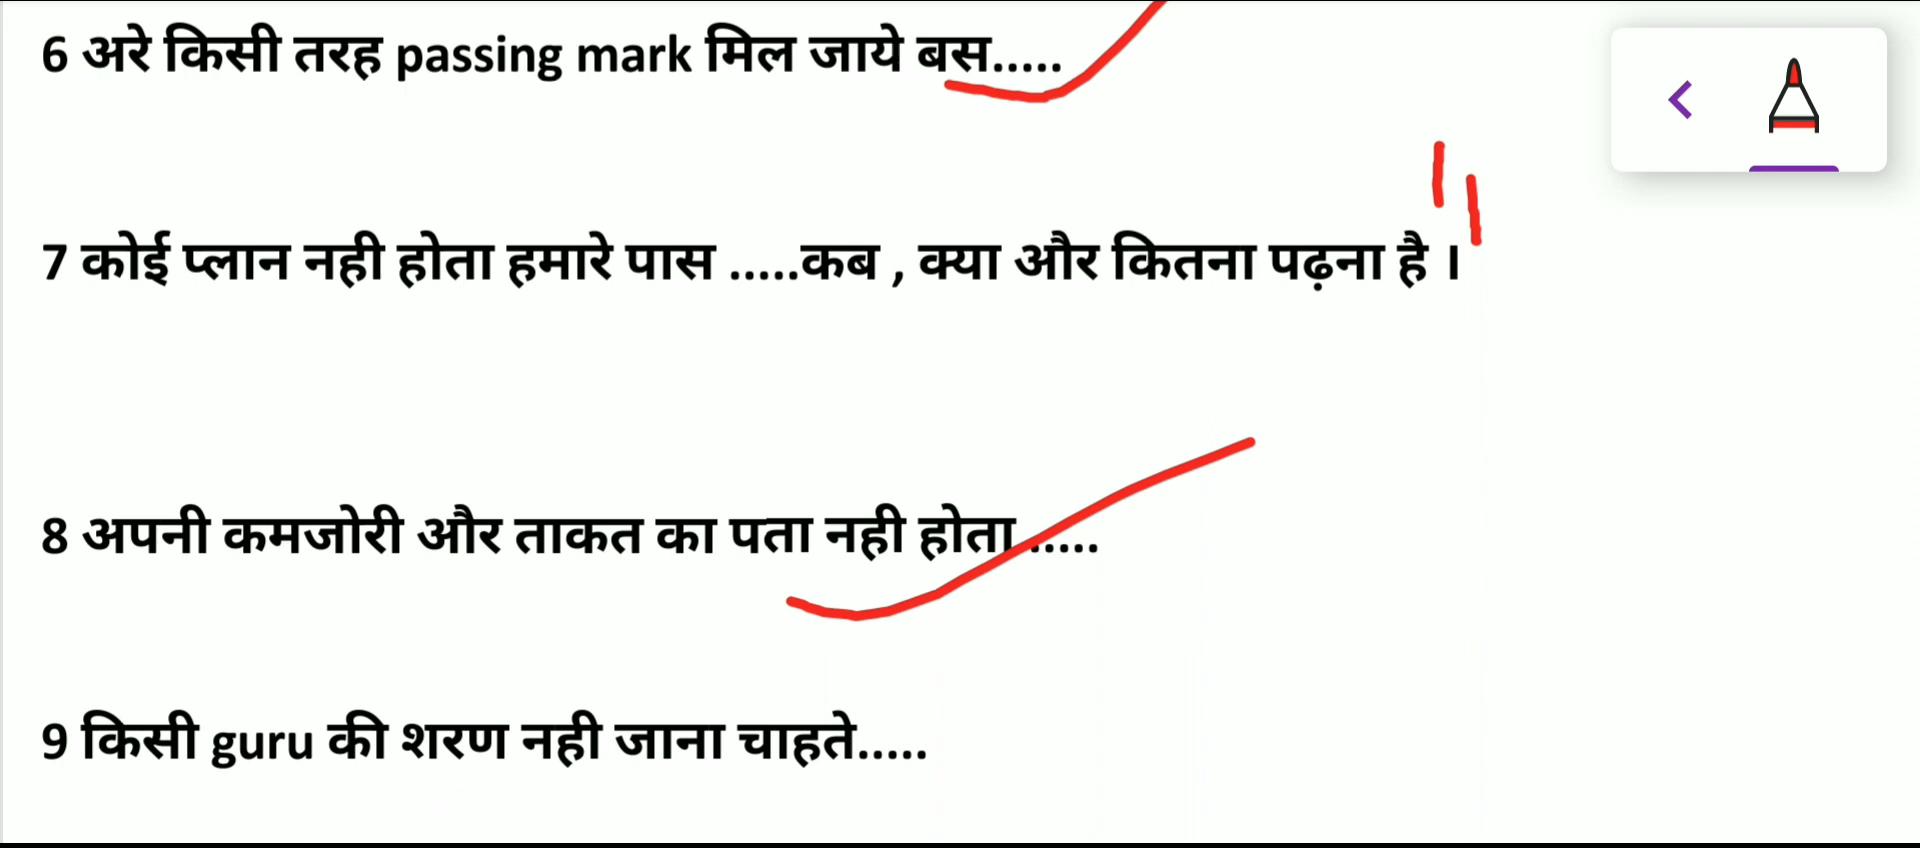 6 अरे किसी तरह passing mark मिल जाये बस.....
7 कोई प्लान नही होता हमारे पास .....कब , क्या और कितना पढ़ना है ।
8 अपनी कमजोरी और ताकत का पता नही होता .....
9 किसी guru की शरण नही जाना चाहते.....